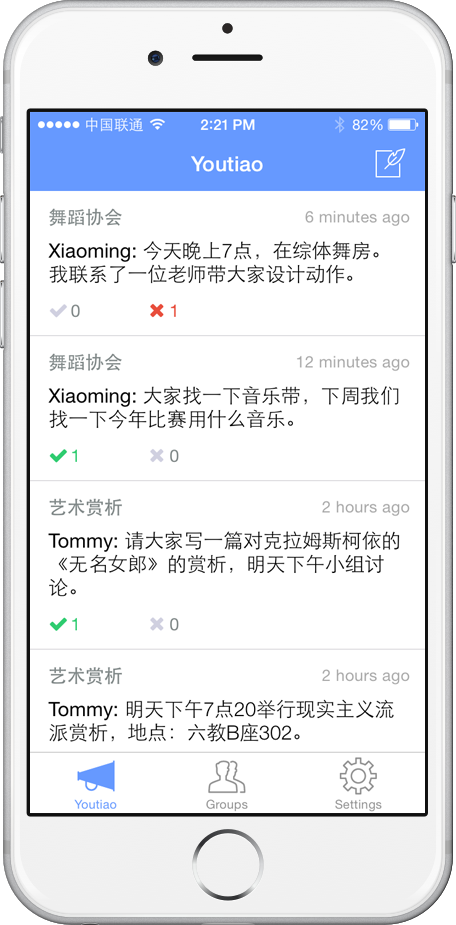 中国联通 2:21 PM 82%
Youtiao
舞蹈协会 6 minutes ago
Xiaoming: 今天晚上7点，在综体舞房。
我联系了一位老师带大家设计动作。
0 1
舞蹈协会 12 minutes ago
Xiaoming: 大家找一下音乐带，下周我们
找一下今年比赛用什么音乐。
1 0
艺术赏析 2 hours ago
Tommy: 请大家写一篇对克拉姆斯柯依的
《无名女郎》的赏析，明天下午小组讨
论。
1 0
艺术赏析 2 hours ago
Tommy: 明天下午7点20举行现实主义流
派赏析，地点：六教B座302。
Youtiao Groups Settings